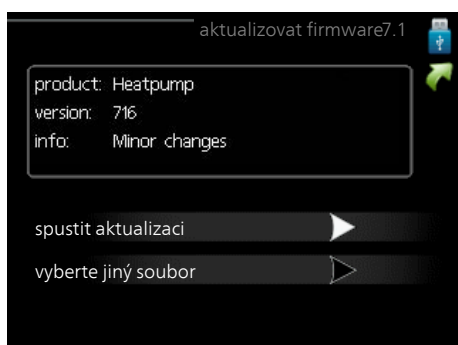 aktualizovat firmware7.1
product: Heatpump
version: 716
info: Minor changes
spustit aktualizaci
vyberte jiný soubor